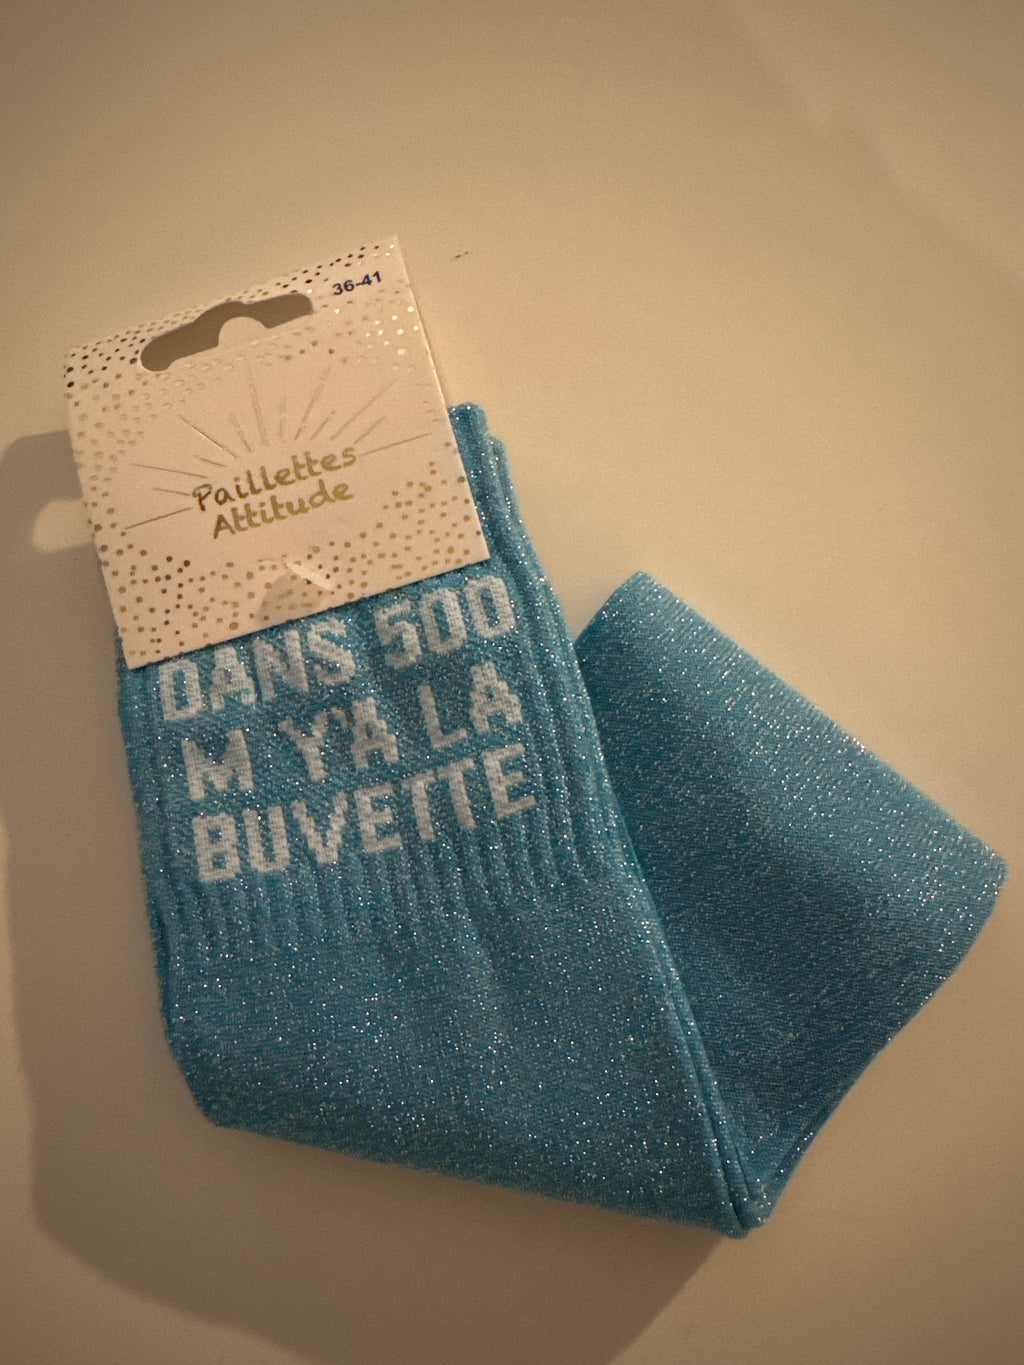 36-41
Paillettes
Attitude
DANS 500
M Y'A LA
BUVETTE